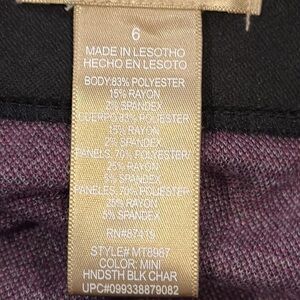 6
MADE IN LESOTHO
HECHO EN LESOTO
BODY:83% POLYESTER
15% RAYON
2% SPANDEX
CUERPO:83% POLIESTER
15% RAYON
2% SPANDEX
PANELS, 70% POLYESTER/
25% RAYON
5% SPANDEX
PANELES, 70% POLIESTER
25% RAYON
5% SPANDEX
RN#87419
STYLE# MT8987
COLOR: MINI
HNDSTH BLK CHAR
UPC#099338879082